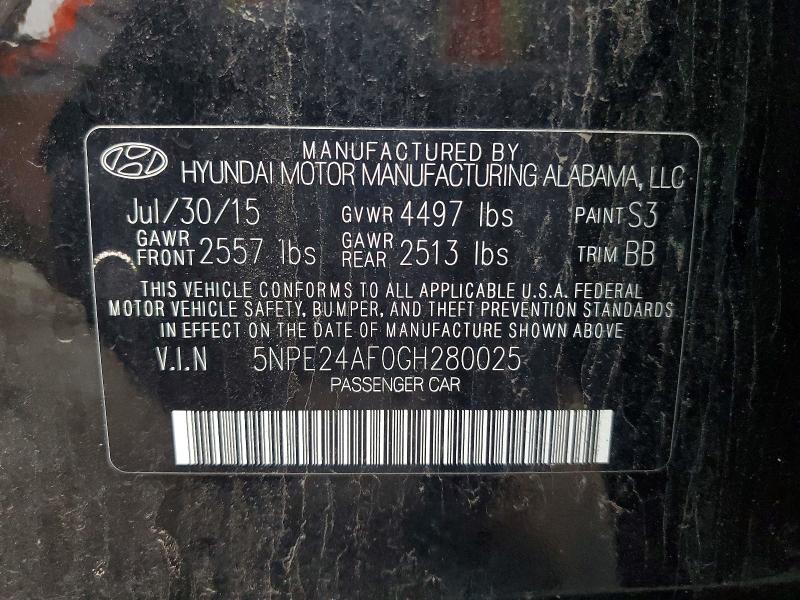 MANUFACTURED BY
HYUNDAI MOTOR MANUFACTURING ALABAMA, LLC
Jul/30/15 GVWR 4497 lbs PAINT S3
GAWR FRONT 2557 lbs GAWR REAR 2513 lbs TRIM BB
THIS VEHICLE CONFORMS TO ALL APPLICABLE U.S.A. FEDERAL
MOTOR VEHICLE SAFETY, BUMPER, AND THEFT PREVENTION STANDARDS
IN EFFECT ON THE DATE OF MANUFACTURE SHOWN ABOVE
V.I.N 5NPE24AF0GH280025
PASSENGER CAR